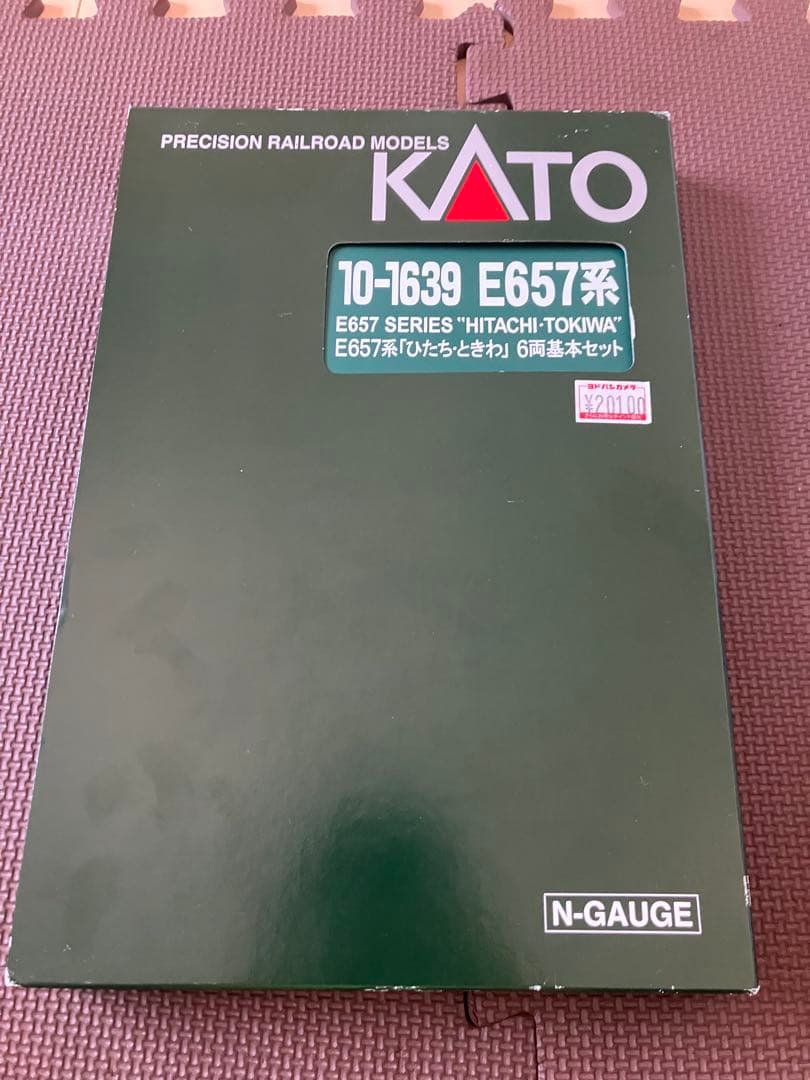 PRECISION RAILROAD MODELS
KATO
10-1639 E657系
E657 SERIES "HITACHI·TOKIWA"
E657系「ひたち·ときわ」 6両基本セット
ヨドバシカメラ
¥20100
N-GAUGE